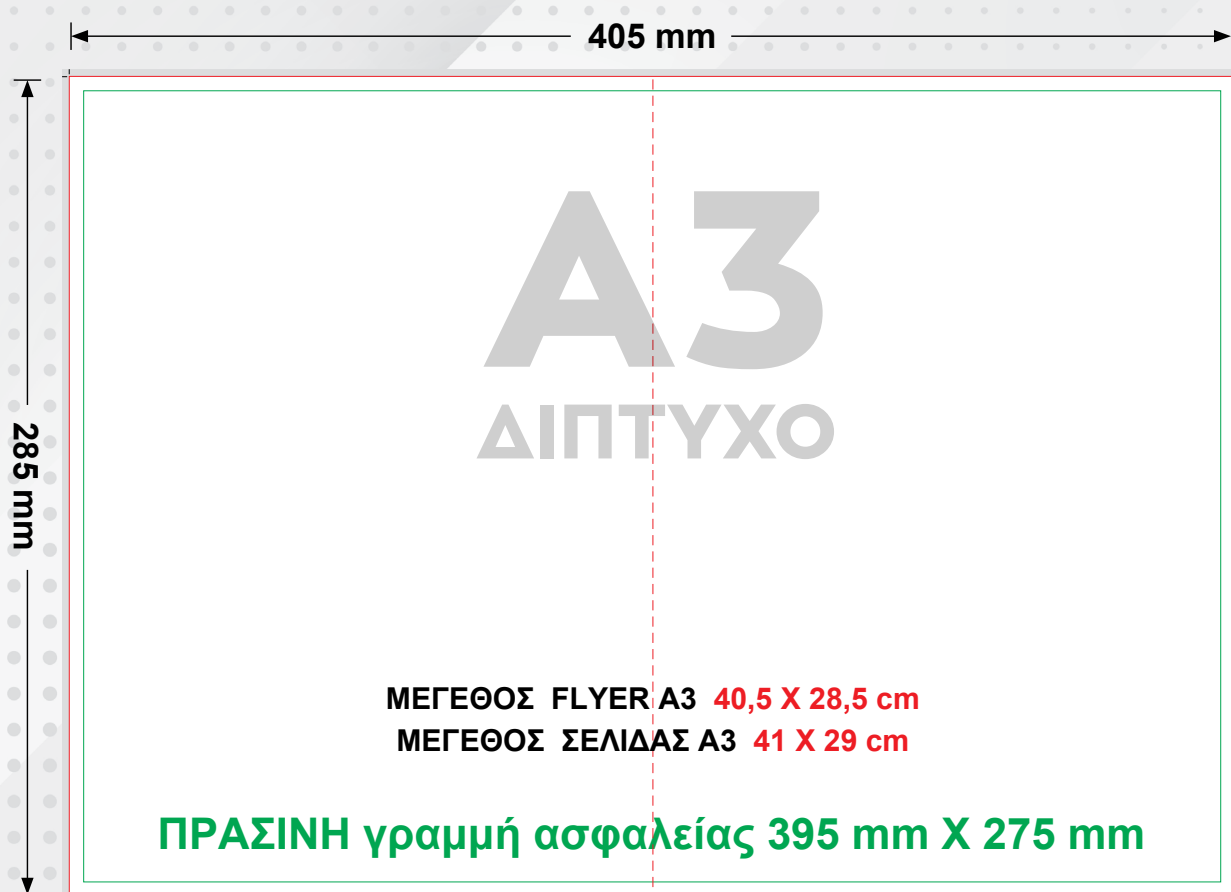 405 mm
285 mm
A3
ΔΙΠΤΥΧΟ
ΜΕΓΕΘΟΣ FLYER A3 40,5 X 28,5 cm
ΜΕΓΕΘΟΣ ΣΕΛΙΔΑΣ A3 41 X 29 cm
ΠΡΑΣΙΝΗ γραμμή ασφαλείας 395 mm X 275 mm